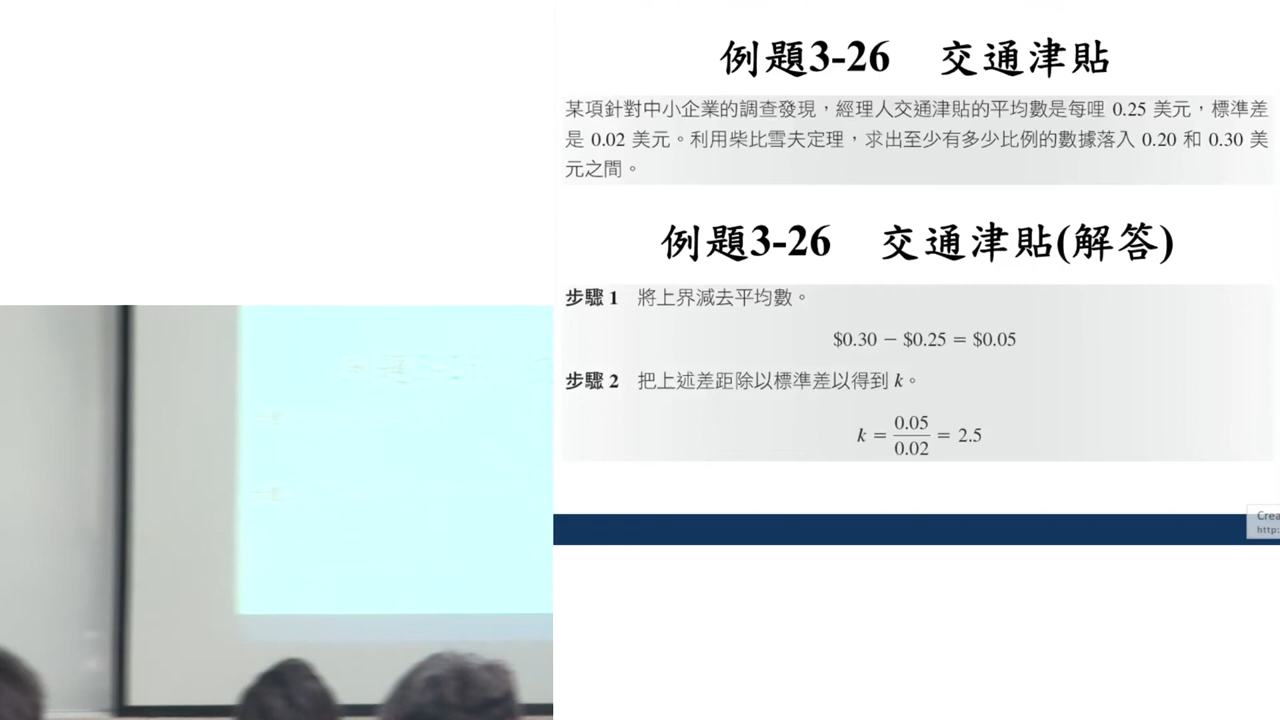 例題3-26 交通津貼
某項針對中小企業的調查發現，經理人交通津貼的平均數是每哩 0.25 美元，標準差
是 0.02 美元。利用柴比雪夫定理，求出至少有多少比例的數據落入 0.20 和 0.30 美
元之間。
例題3-26 交通津貼(解答)
步驟 1 將上界減去平均數。
$0.30 − $0.25 = $0.05
步驟 2 把上述差距除以標準差以得到 k。
k = 0.05/0.02 = 2.5
Crea
http: